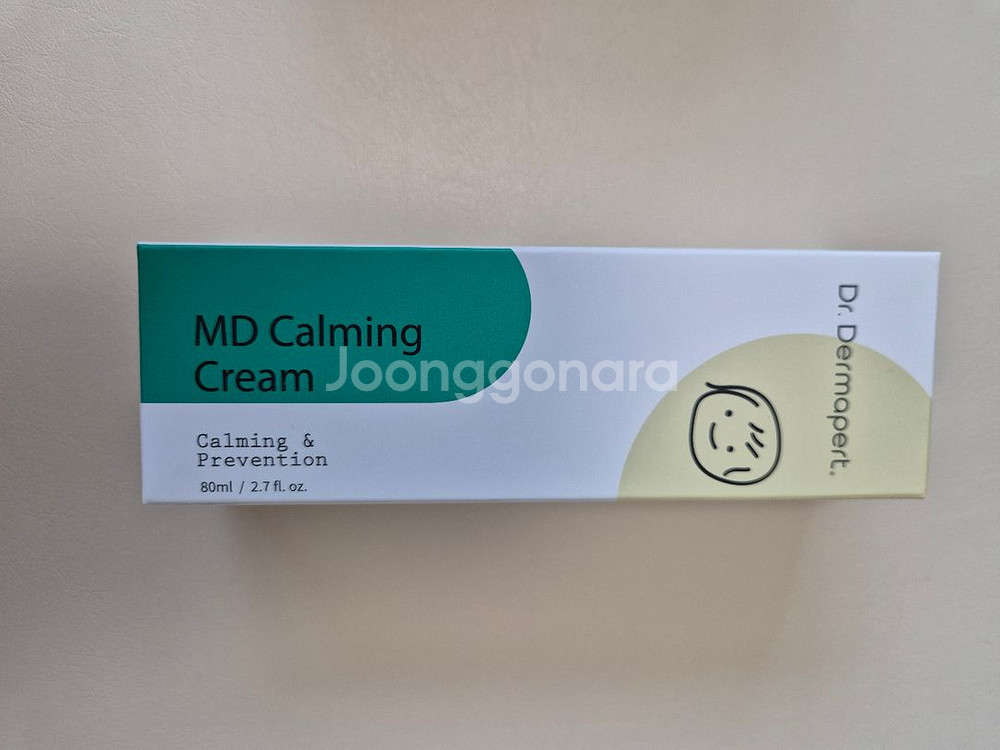 MD Calming
Cream
Calming &
Prevention
80ml / 2.7 fl. oz.
Dr. Dermapert.
Joonggonara